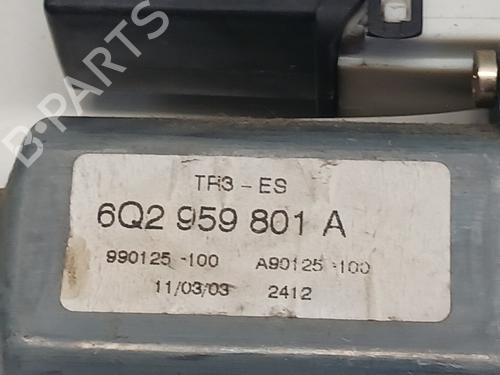 B-PARTS
TR3-ES
6Q2 959 801 A
990125-100 A90125-100
11/03/03 2412